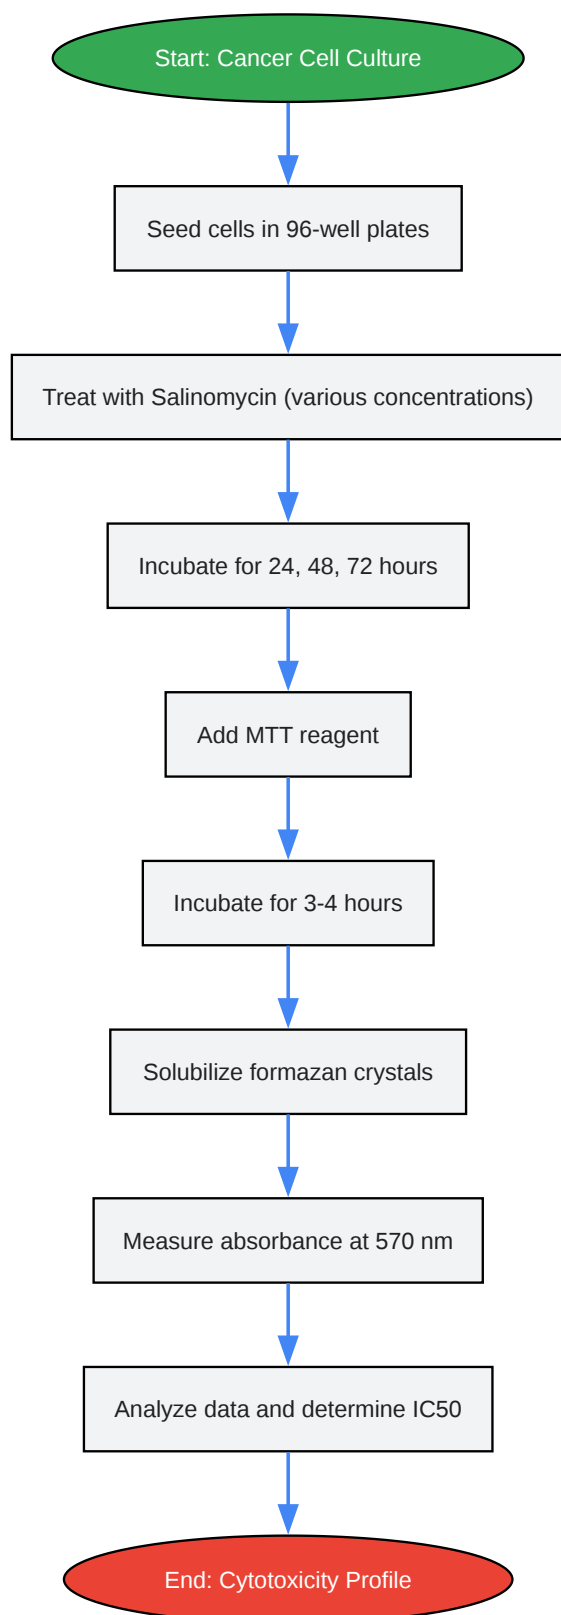 Start: Cancer Cell Culture
Seed cells in 96-well plates
Treat with Salinomycin (various concentrations)
Incubate for 24, 48, 72 hours
Add MTT reagent
Incubate for 3-4 hours
Solubilize formazan crystals
Measure absorbance at 570 nm
Analyze data and determine IC50
End: Cytotoxicity Profile